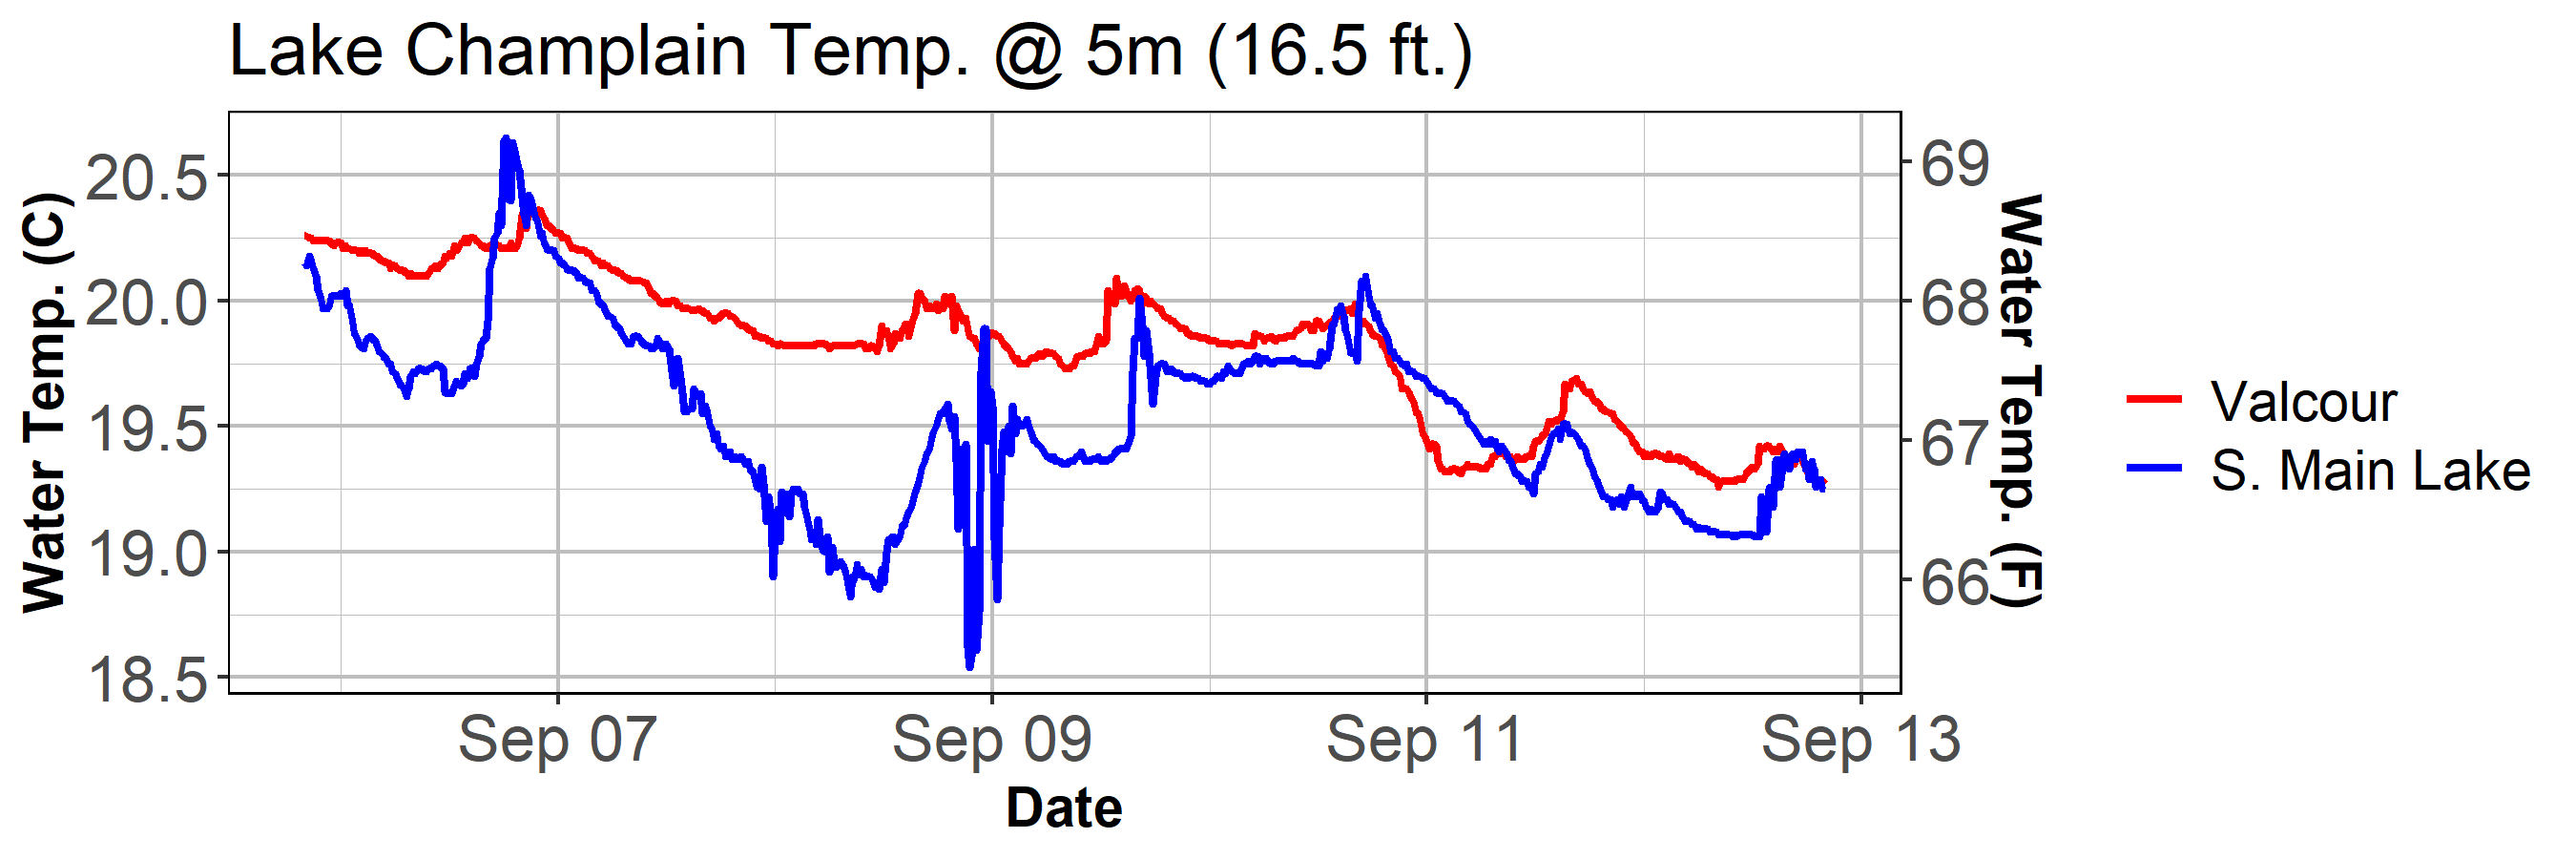 Lake Champlain Temp. @ 5m (16.5 ft.)
Water Temp. (C)
20.5
20.0
19.5
19.0
18.5
69
68
67
66
Water Temp. (F)
Sep 07
Sep 09
Sep 11
Sep 13
Date
Valcour
S. Main Lake